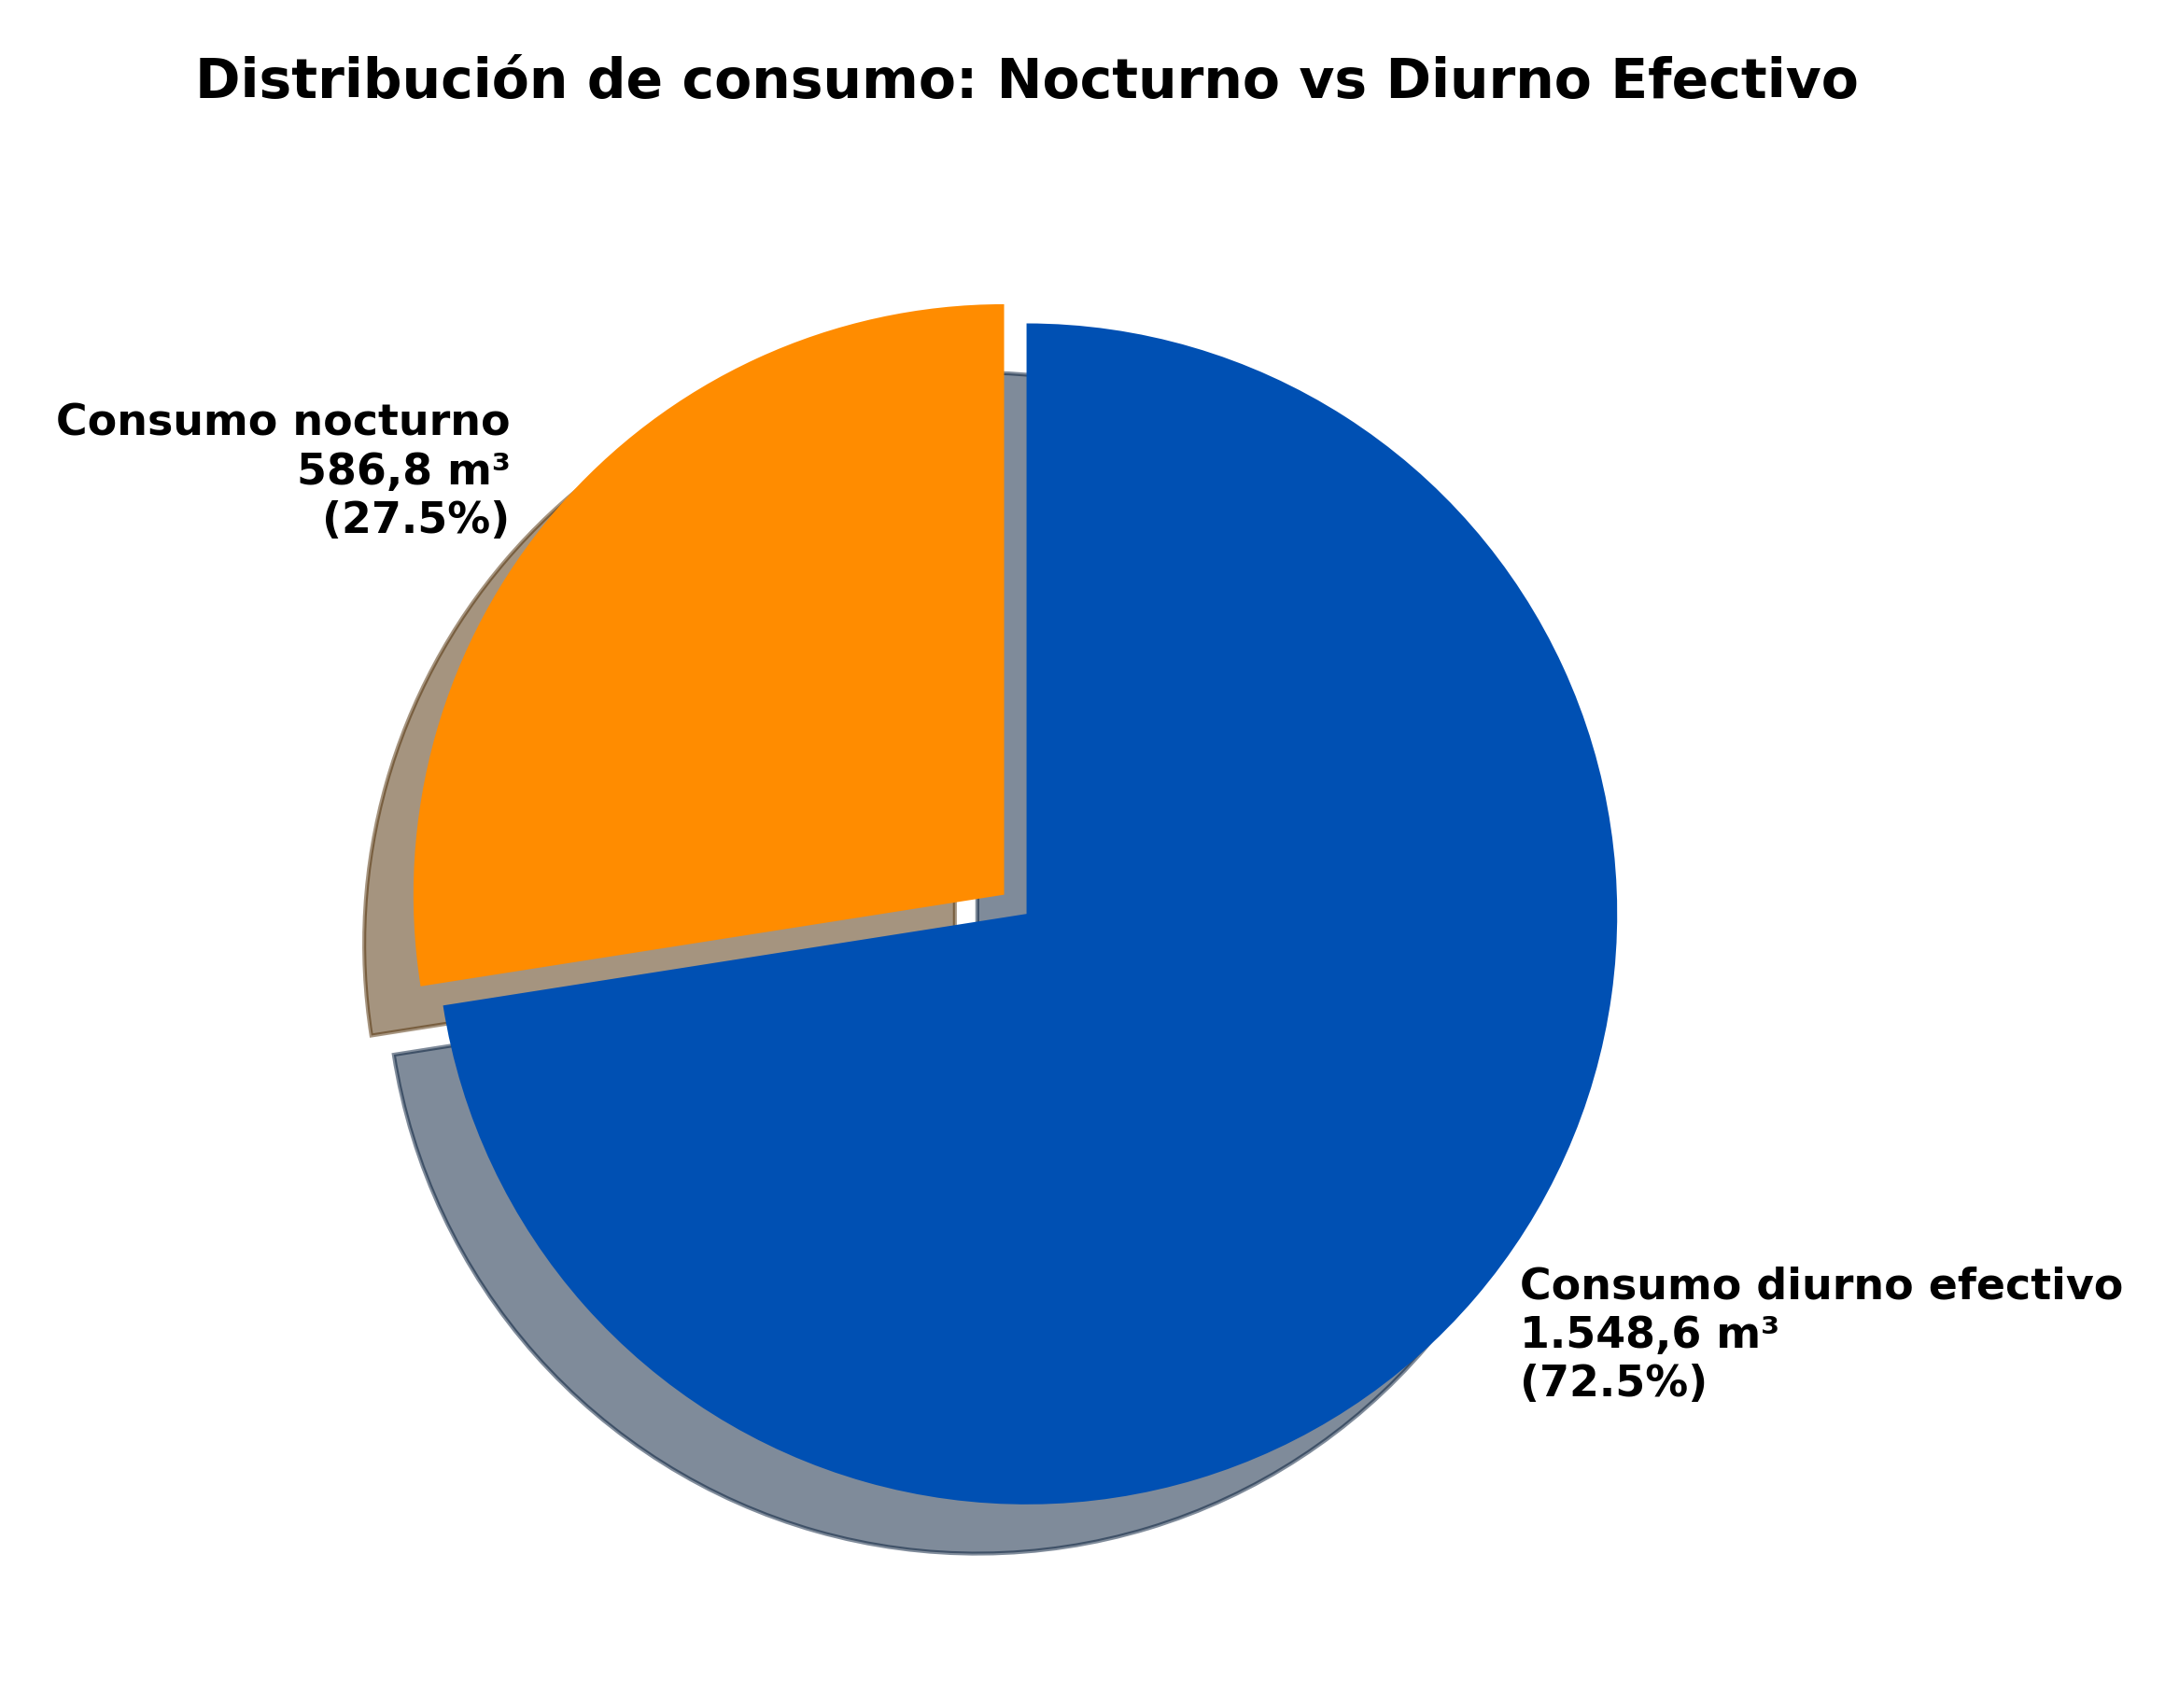 Distribución de consumo: Nocturno vs Diurno Efectivo
Consumo nocturno
586,8 m³
(27.5%)
Consumo diurno efectivo
1.548,6 m³
(72.5%)